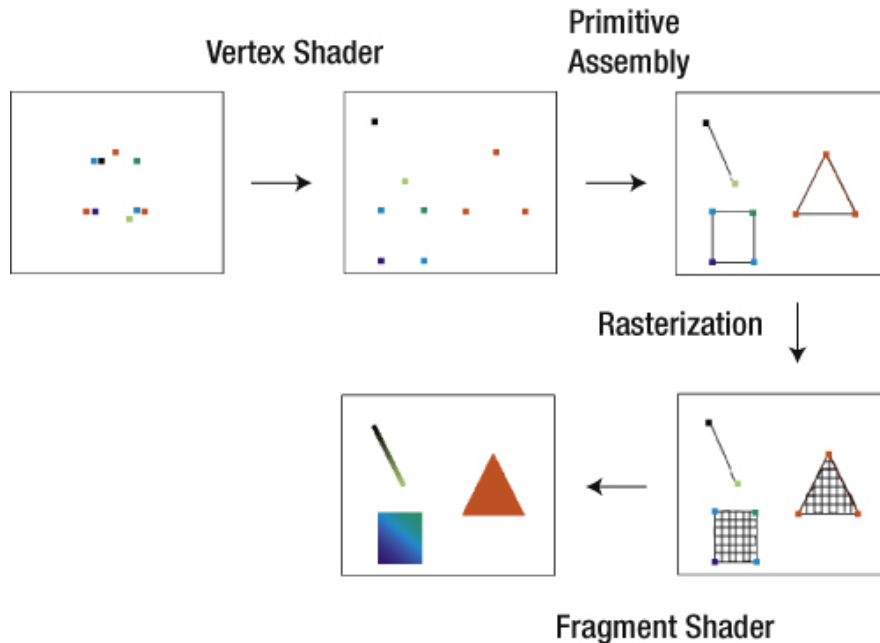 Vertex Shader
Primitive
Assembly
Rasterization
Fragment Shader